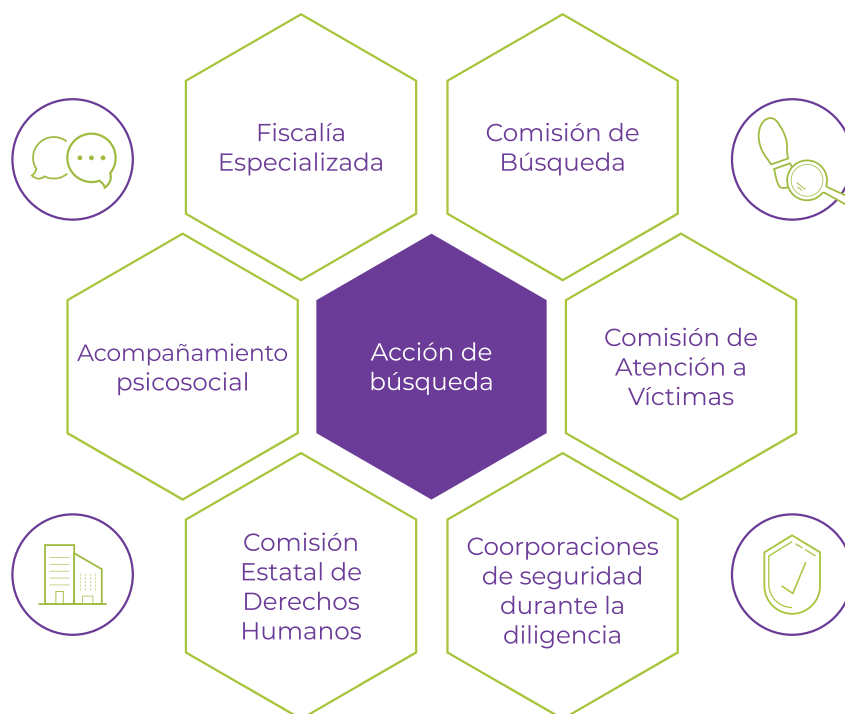 Fiscalía
Especializada
Comisión de
Búsqueda
Acompañamiento
psicosocial
Acción de
búsqueda
Comisión de
Atención a
Víctimas
Comisión
Estatal de
Derechos
Humanos
Coorporaciones
de seguridad
durante la
diligencia